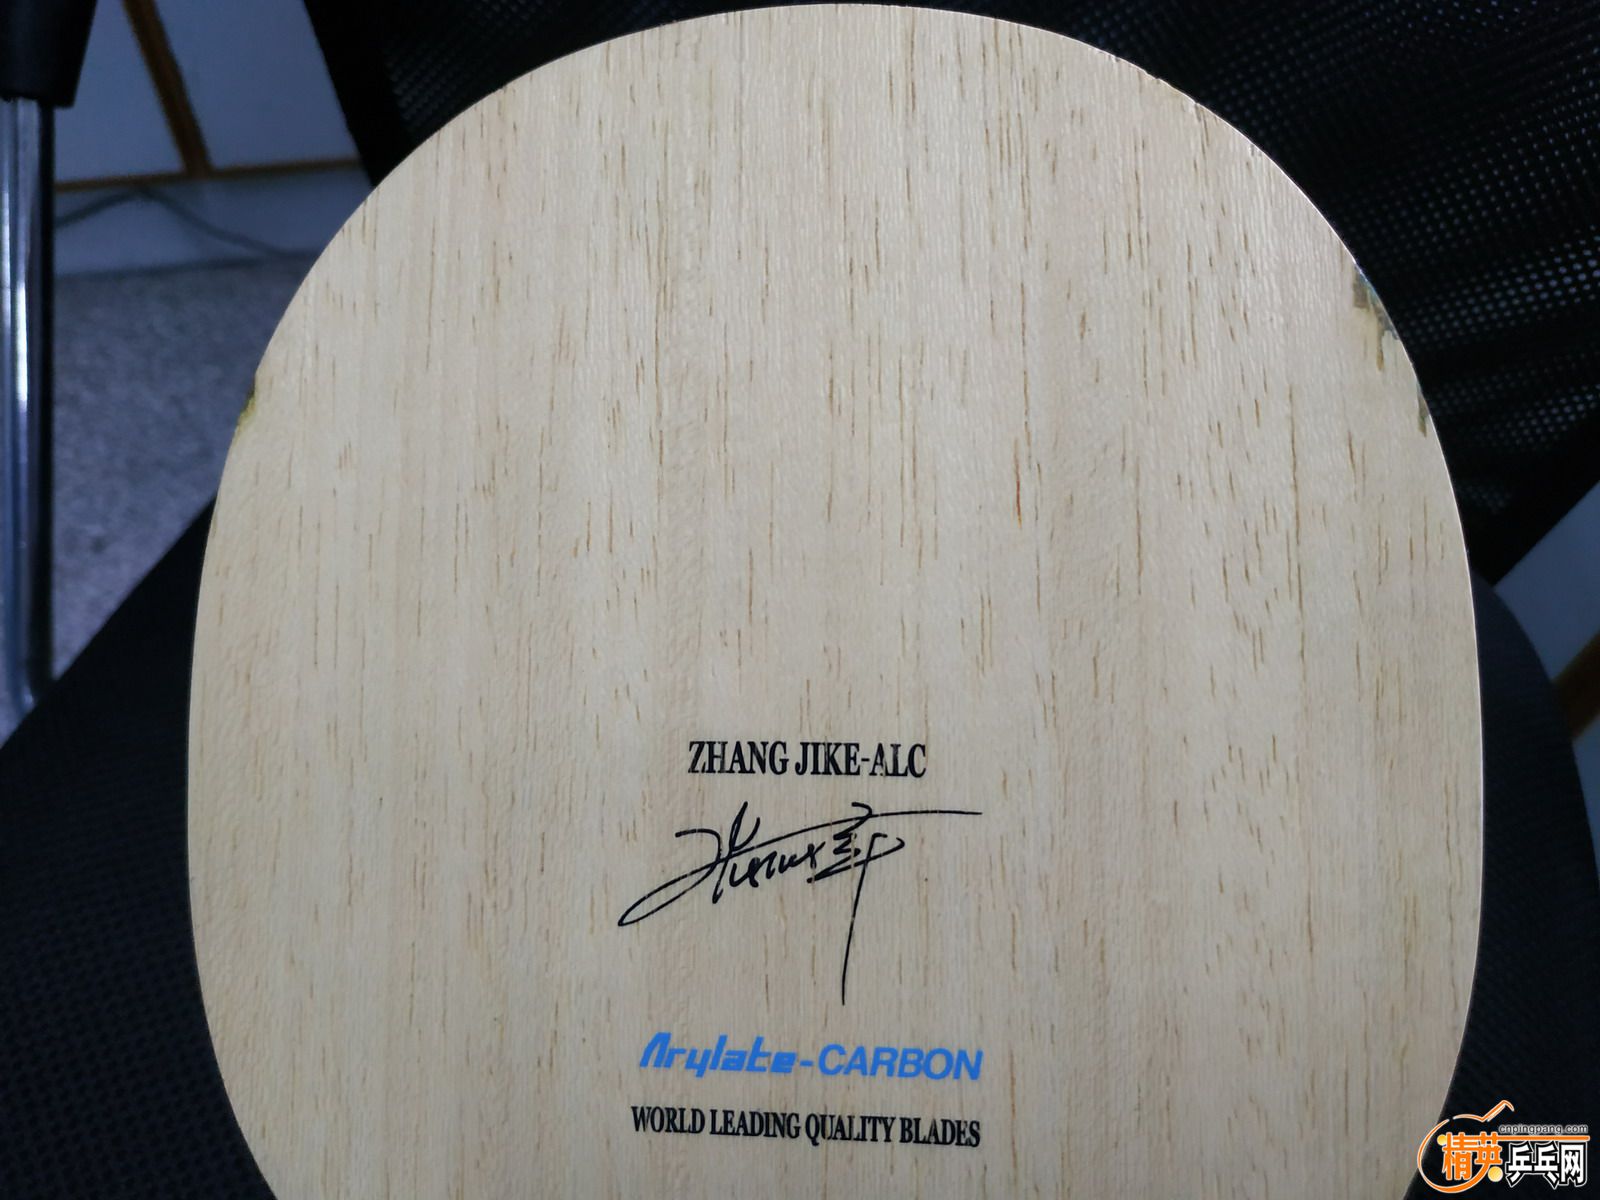 ZHANG JIKE-ALC
Arylate-CARBON
WORLD LEADING QUALITY BLADES
cnpingpang.com
精英乒乓网